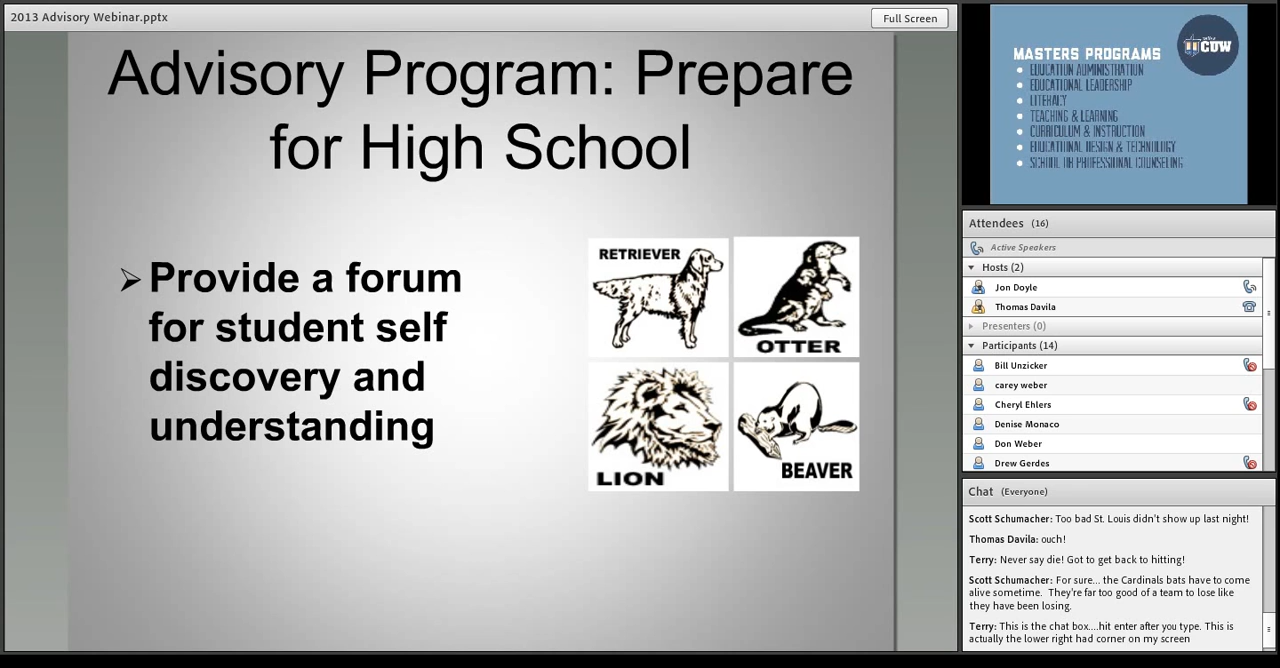 2013 Advisory Webinar.pptx
Full Screen
Advisory Program: Prepare
for High School
Provide a forum
for student self
discovery and
understanding
RETRIEVER
OTTER
LION
BEAVER
CUW
MASTERS PROGRAMS
EDUCATION ADMINISTRATION
EDUCATIONAL LEADERSHIP
LITERACY
TEACHING & LEARNING
CURRICULUM & INSTRUCTION
EDUCATIONAL DESIGN & TECHNOLOGY
SCHOOL OR PROFESSIONAL COUNSELING
Attendees (16)
Active Speakers
Hosts (2)
Jon Doyle
Thomas Davila
Presenters (0)
Participants (14)
Bill Unzicker
carey weber
Cheryl Ehlers
Denise Monaco
Don Weber
Drew Gerdes
Chat (Everyone)
Scott Schumacher: Too bad St. Louis didn't show up last night!
Thomas Davila: ouch!
Terry: Never say die! Got to get back to hitting!
Scott Schumacher: For sure... the Cardinals bats have to come
alive sometime. They're far too good of a team to lose like
they have been losing.
Terry: This is the chat box....hit enter after you type. This is
actually the lower right had corner on my screen